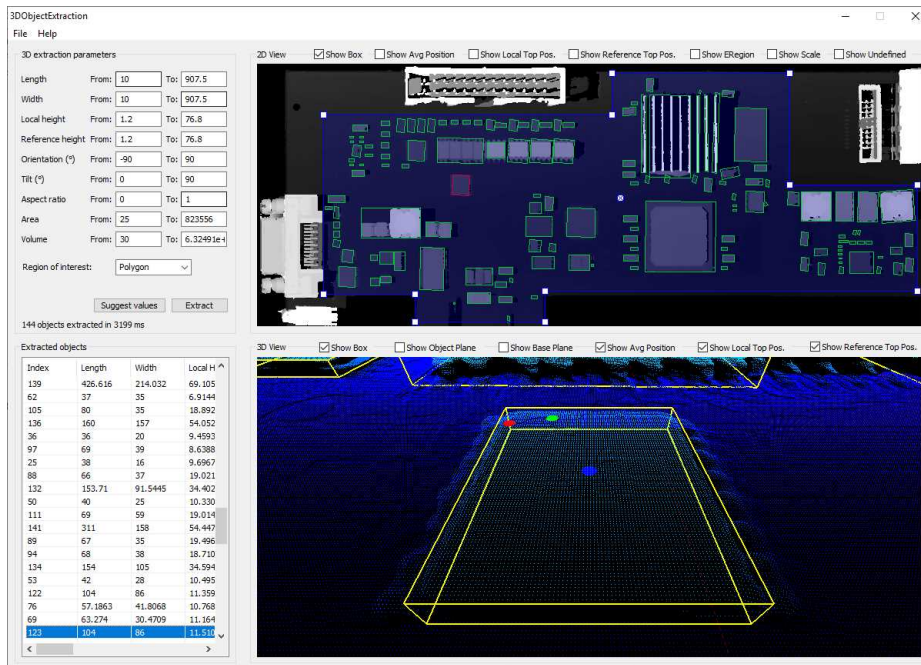 3DObjectExtraction
File Help
3D extraction parameters
Length From: 10 To: 907.5
Width From: 10 To: 907.5
Local height From: 1.2 To: 76.8
Reference height From: 1.2 To: 76.8
Orientation (°) From: -90 To: 90
Tilt (°) From: 0 To: 90
Aspect ratio From: 0 To: 1
Area From: 25 To: 823556
Volume From: 30 To: 6.32491e+
Region of interest: Polygon
Suggest values Extract
144 objects extracted in 3199 ms
2D View Show Box Show Avg Position Show Local Top Pos. Show Reference Top Pos. Show ERegion Show Scale Show Undefined
Extracted objects
Index Length Width Local H
139 426.616 214.032 69.105
62 37 35 6.9144
105 80 35 18.892
136 160 157 54.052
36 36 20 9.4593
97 69 39 8.6388
25 38 16 9.6967
88 66 37 19.021
132 153.71 91.5445 34.402
50 40 25 10.330
111 69 59 19.014
141 311 158 54.447
89 67 35 19.496
94 68 38 18.710
134 154 105 34.594
53 42 28 10.495
122 104 86 11.359
76 57.1863 41.8068 10.768
69 63.274 30.4709 11.164
123 104 86 11.510
3D View Show Box Show Object Plane Show Base Plane Show Avg Position Show Local Top Pos. Show Reference Top Pos.